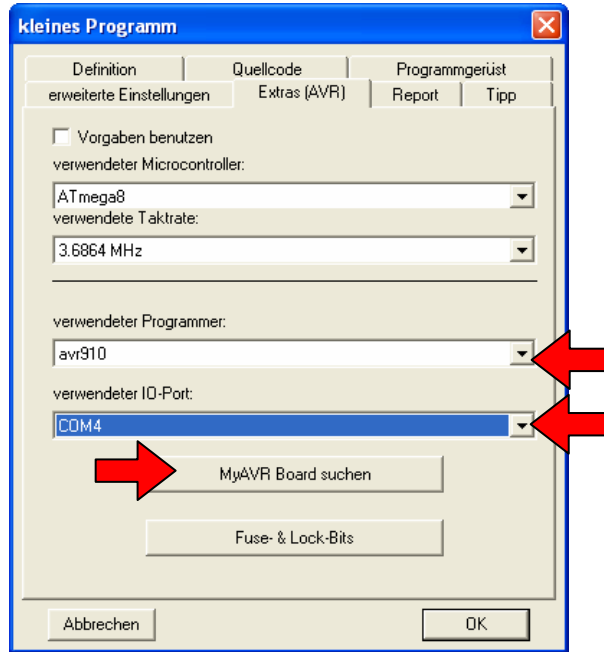 kleines Programm
Definition Quellcode Programmgerüst
erweiterte Einstellungen Extras (AVR) Report Tipp
Vorgaben benutzen
verwendeter Microcontroller:
ATmega8
verwendete Taktrate:
3.6864 MHz
verwendeter Programmer:
avr910
verwendeter IO-Port:
COM4
MyAVR Board suchen
Fuse- & Lock-Bits
Abbrechen OK